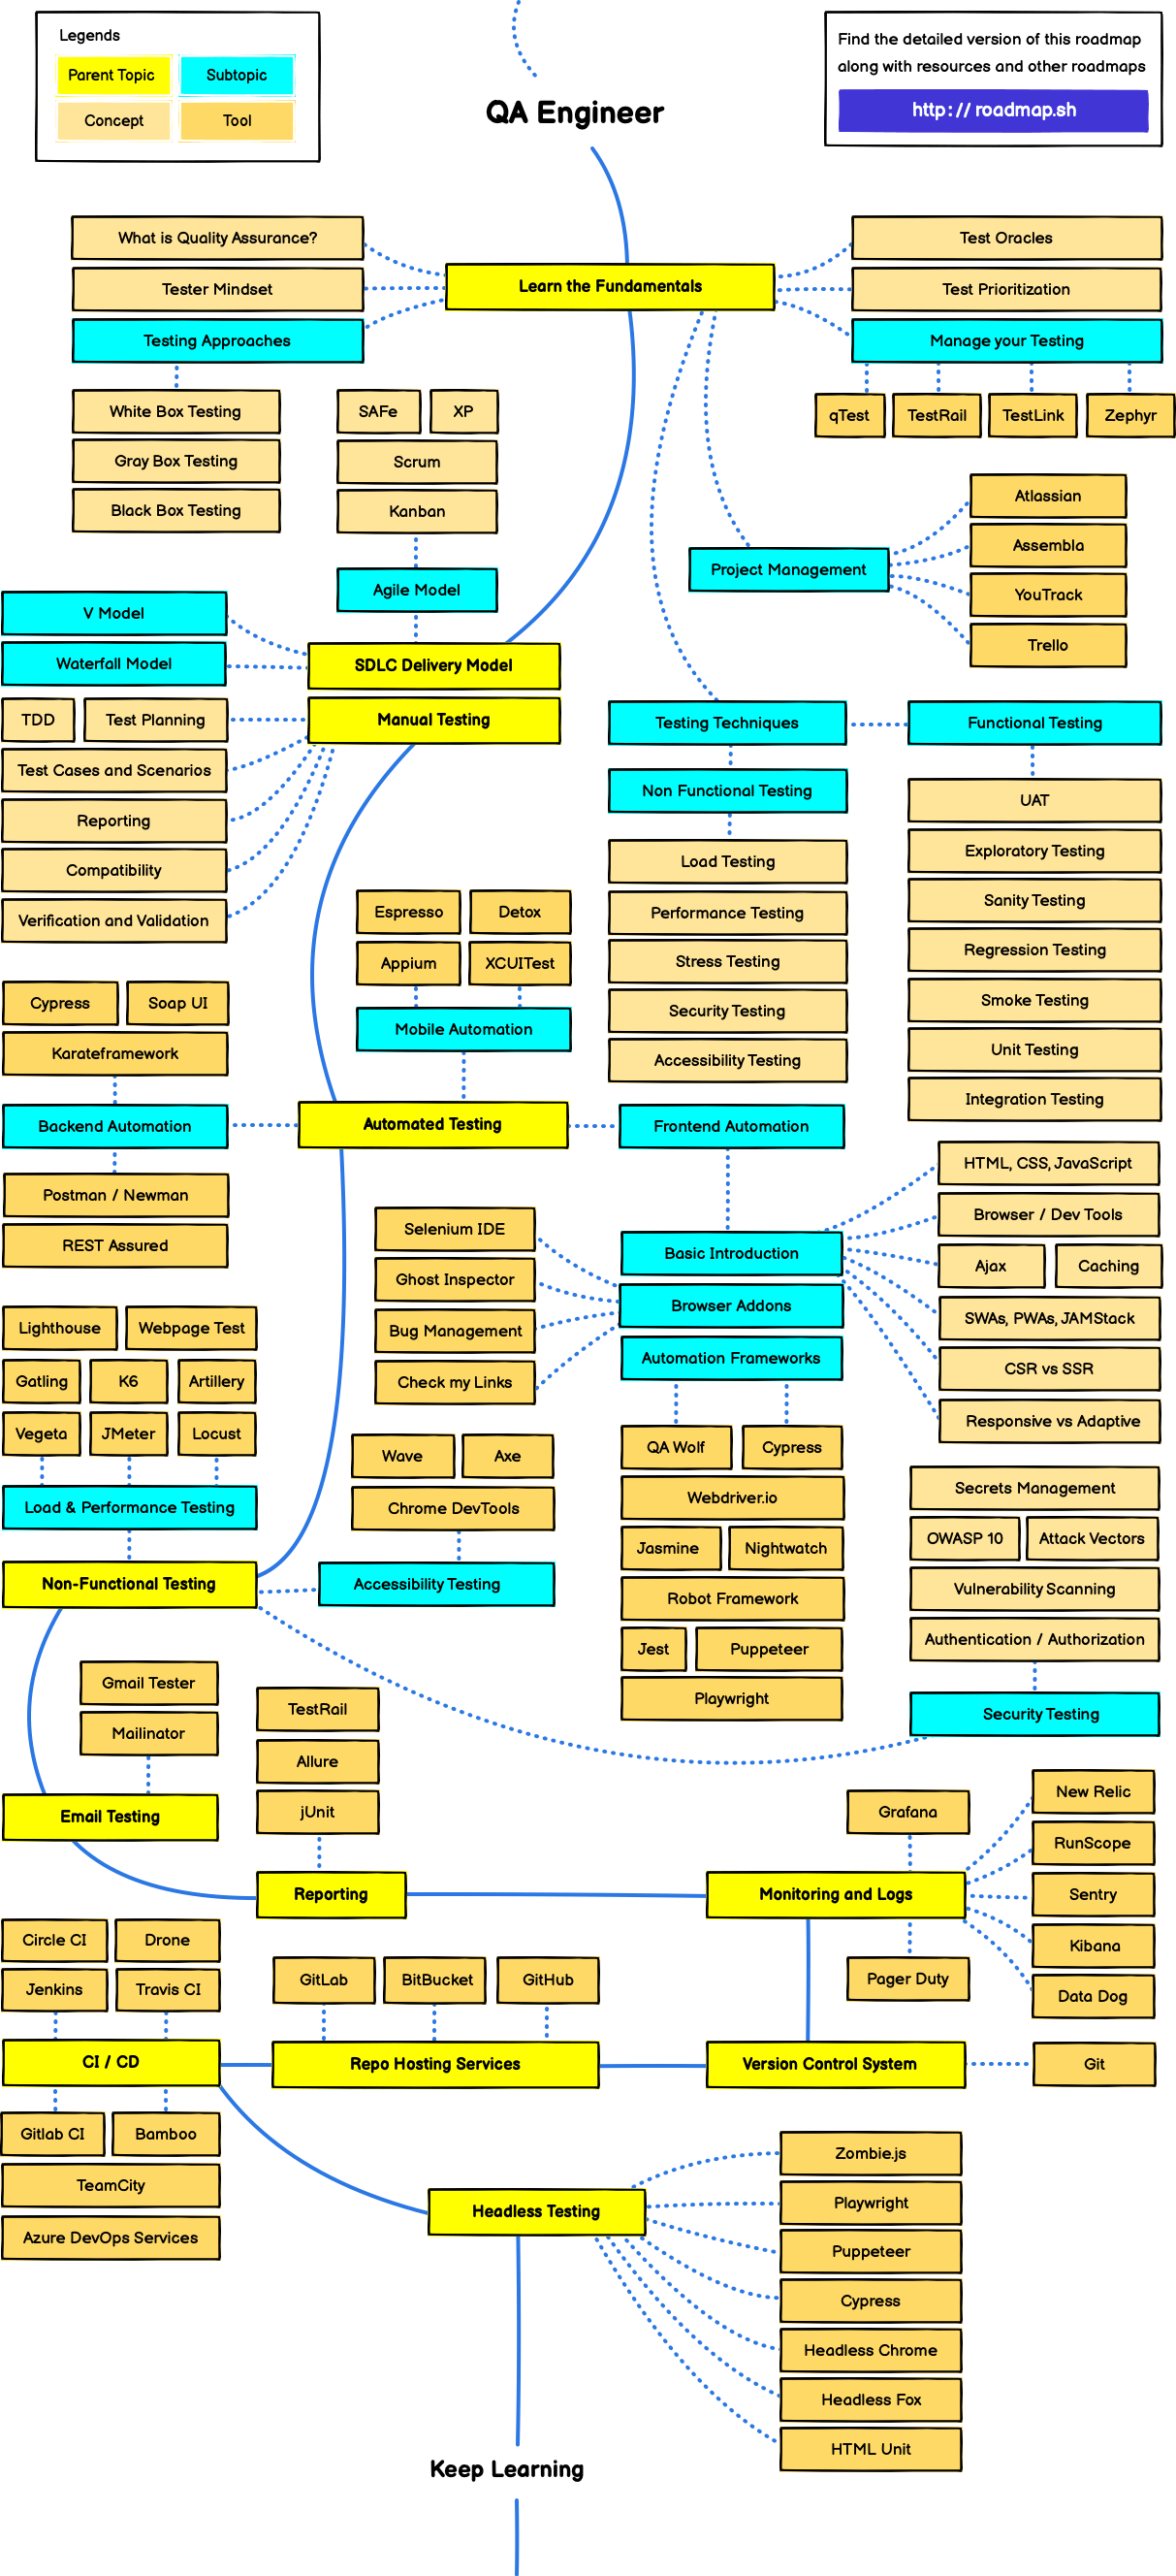 Legends
Parent Topic
Subtopic
Concept
Tool
QA Engineer
Find the detailed version of this roadmap
along with resources and other roadmaps
http://roadmap.sh
What is Quality Assurance?
Tester Mindset
Testing Approaches
Learn the Fundamentals
Test Oracles
Test Prioritization
Manage your Testing
qTest
TestRail
TestLink
Zephyr
White Box Testing
Gray Box Testing
Black Box Testing
SAFe
XP
Scrum
Kanban
Agile Model
Atlassian
Assembla
YouTrack
Trello
Project Management
V Model
Waterfall Model
SDLC Delivery Model
Manual Testing
TDD
Test Planning
Test Cases and Scenarios
Reporting
Compatibility
Verification and Validation
Testing Techniques
Functional Testing
Non Functional Testing
Load Testing
Performance Testing
Stress Testing
Security Testing
Accessibility Testing
UAT
Exploratory Testing
Sanity Testing
Regression Testing
Smoke Testing
Unit Testing
Integration Testing
Espresso
Detox
Appium
XCUITest
Mobile Automation
Cypress
Soap UI
Karateframework
Backend Automation
Automated Testing
Frontend Automation
Postman / Newman
REST Assured
HTML, CSS, JavaScript
Browser / Dev Tools
Ajax
Caching
SWAs, PWAs, JAMStack
CSR vs SSR
Responsive vs Adaptive
Selenium IDE
Ghost Inspector
Bug Management
Check my Links
Basic Introduction
Browser Addons
Automation Frameworks
Lighthouse
Webpage Test
Gatling
K6
Artillery
Vegeta
JMeter
Locust
Load & Performance Testing
Wave
Axe
Chrome DevTools
Non-Functional Testing
Accessibility Testing
QA Wolf
Cypress
Webdriver.io
Jasmine
Nightwatch
Robot Framework
Jest
Puppeteer
Playwright
Secrets Management
OWASP 10
Attack Vectors
Vulnerability Scanning
Authentication / Authorization
Security Testing
Gmail Tester
Mailinator
Email Testing
TestRail
Allure
jUnit
Reporting
Grafana
Monitoring and Logs
Pager Duty
New Relic
RunScope
Sentry
Kibana
Data Dog
Circle CI
Drone
Jenkins
Travis CI
CI / CD
GitLab
BitBucket
GitHub
Repo Hosting Services
Version Control System
Git
Gitlab CI
Bamboo
TeamCity
Azure DevOps Services
Headless Testing
Zombie.js
Playwright
Puppeteer
Cypress
Headless Chrome
Headless Fox
HTML Unit
Keep Learning